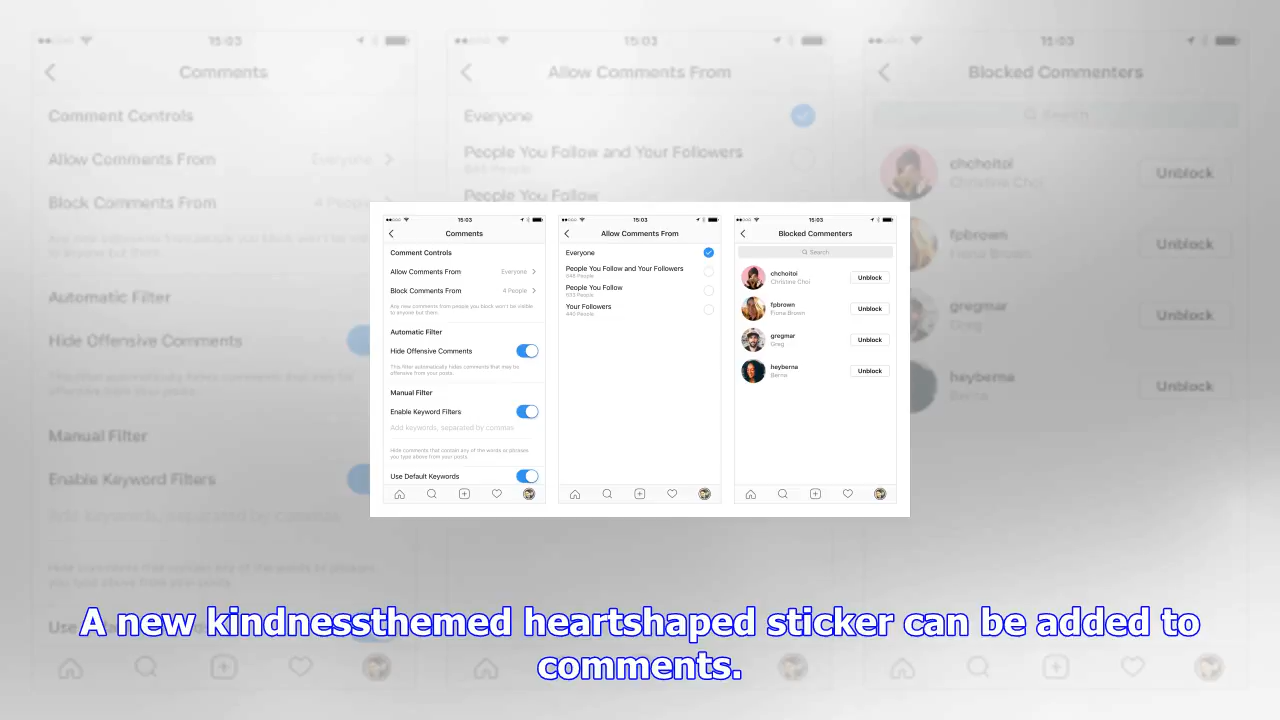 15:03
Comments
Comment Controls
Allow Comments From Everyone
Block Comments From 4 People
Any new comments from people you block won't be visible
to anyone but them.
Automatic Filter
Hide Offensive Comments
This filter automatically hides comments that may be
offensive from your posts.
Manual Filter
Enable Keyword Filters
Add keywords, separated by commas
Hide comments that contain any of the words or phrases
you type above from your posts.
Use Default Keywords
15:03
Allow Comments From
Everyone
People You Follow and Your Followers
People You Follow
Your Followers
15:03
Blocked Commenters
Search
chchoitoi
Christine Choi
Unblock
fpbrown
Fiona Brown
Unblock
gregmar
Greg
Unblock
heyberna
Berna
Unblock
A new kindnessthemed heartshaped sticker can be added to
comments.